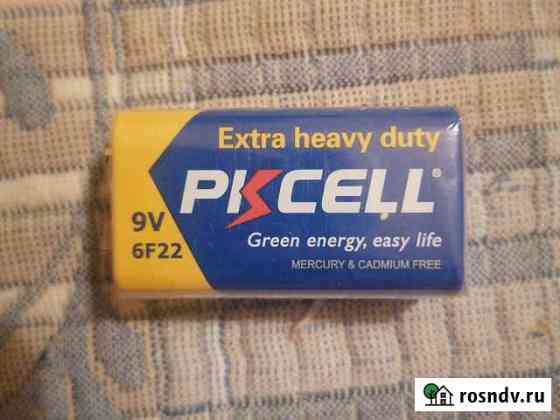 Extra heavy duty
PKCELL®
9V
6F22
Green energy, easy life
MERCURY & CADMIUM FREE
rosndv.ru